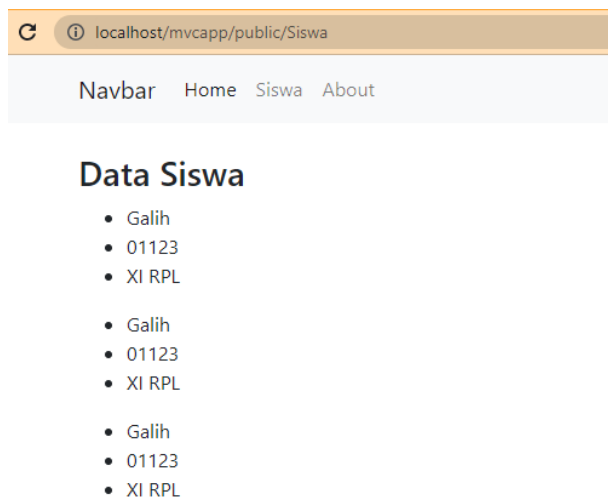 localhost/mvcapp/public/Siswa
Navbar Home Siswa About
Data Siswa
Galih
01123
XI RPL
Galih
01123
XI RPL
Galih
01123
XI RPL